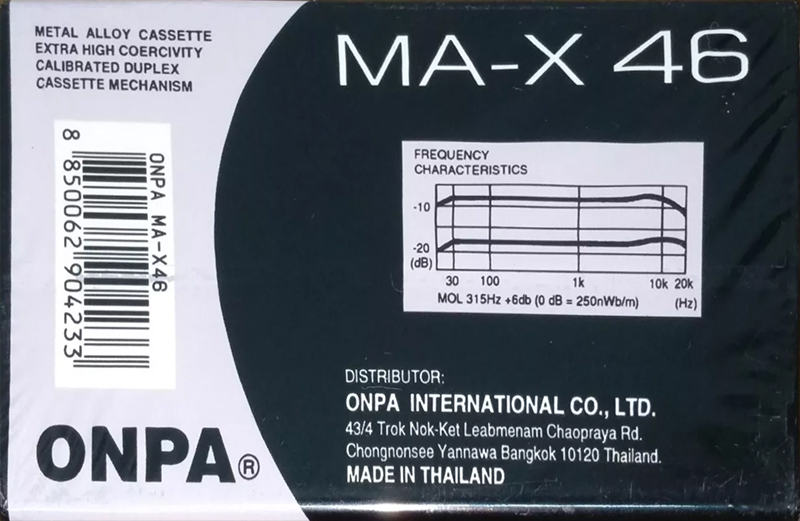 METAL ALLOY CASSETTE
EXTRA HIGH COERCIVITY
CALIBRATED DUPLEX
CASSETTE MECHANISM
MA-X 46
ONPA MA-X46
8 850062 904233
FREQUENCY
CHARACTERISTICS
-10
-20
(dB)
30 100 1k 10k 20k
MOL 315Hz +6db (0 dB = 250nWb/m) (Hz)
DISTRIBUTOR:
ONPA INTERNATIONAL CO., LTD.
43/4 Trok Nok-Ket Leabmenam Chaopraya Rd.
Chongnonsee Yannawa Bangkok 10120 Thailand.
MADE IN THAILAND
ONPA®